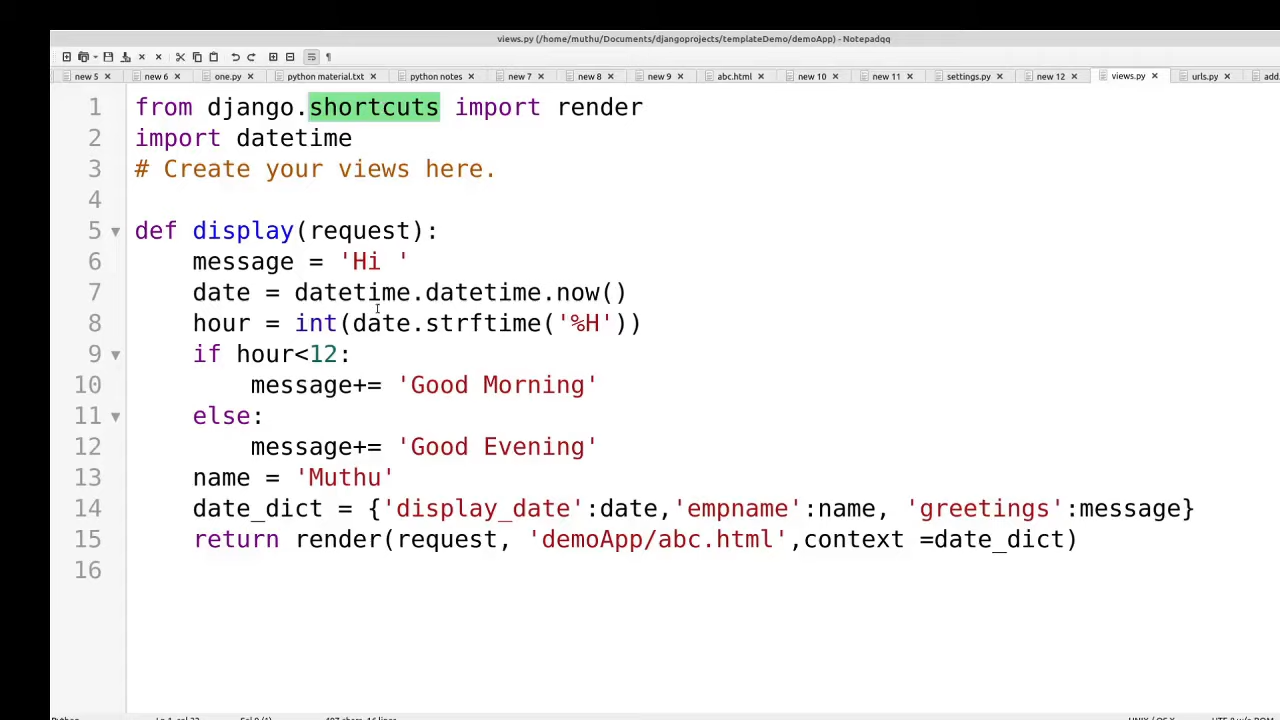 views.py (/home/muthu/Documents/djangoprojects/templateDemo/demoApp) - Notepadqq
new 5 new 6 one.py python material.txt python notes new 7 new 8 new 9 abc.html new 10 new 11 settings.py new 12 views.py urls.py add.
1 from django.shortcuts import render
2 import datetime
3 # Create your views here.
4
5 def display(request):
6 message = 'Hi '
7 date = datetime.datetime.now()
8 hour = int(date.strftime('%H'))
9 if hour<12:
10 message+= 'Good Morning'
11 else:
12 message+= 'Good Evening'
13 name = 'Muthu'
14 date_dict = {'display_date':date,'empname':name, 'greetings':message}
15 return render(request, 'demoApp/abc.html',context =date_dict)
16